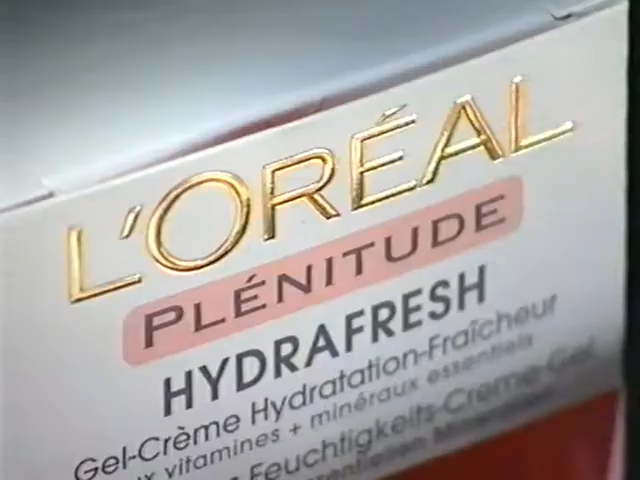 L'ORÉAL
PLÉNITUDE
HYDRAFRESH
Gel-Crème Hydratation-Fraîcheur
vitamines + minéraux essentiels
Feuchtigkeits-Creme-Gel